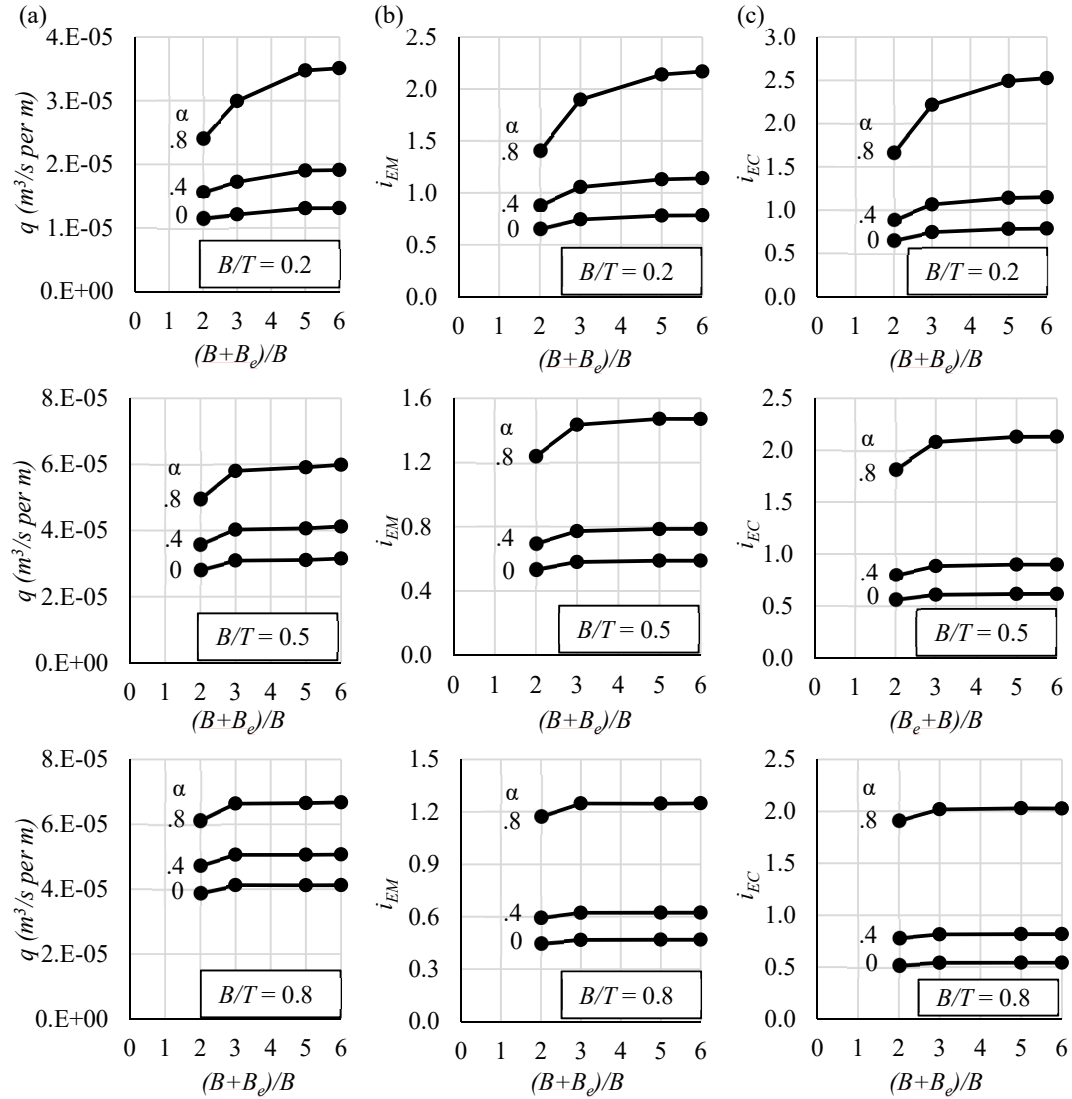 (a)
4.E-05
3.E-05
2.E-05
1.E-05
0.E+00
q (m³/s per m)
α
.8
.4
0
B/T = 0.2
0 1 2 3 4 5 6
(B+Bₑ)/B
(b)
2.5
2.0
1.5
1.0
0.5
0.0
i_EM
α
.8
.4
0
B/T = 0.2
0 1 2 3 4 5 6
(B+Bₑ)/B
(c)
3.0
2.5
2.0
1.5
1.0
0.5
0.0
i_EC
α
.8
.4
0
B/T = 0.2
0 1 2 3 4 5 6
(B+Bₑ)/B
8.E-05
6.E-05
4.E-05
2.E-05
0.E+00
q (m³/s per m)
α
.8
.4
0
B/T = 0.5
0 1 2 3 4 5 6
(B+Bₑ)/B
1.6
1.2
0.8
0.4
0.0
i_EM
α
.8
.4
0
B/T = 0.5
0 1 2 3 4 5 6
(B+Bₑ)/B
2.5
2.0
1.5
1.0
0.5
0.0
i_EC
α
.8
.4
0
B/T = 0.5
0 1 2 3 4 5 6
(Bₑ+B)/B
8.E-05
6.E-05
4.E-05
2.E-05
0.E+00
q (m³/s per m)
α
.8
.4
0
B/T = 0.8
0 1 2 3 4 5 6
(B+Bₑ)/B
1.5
1.2
0.9
0.6
0.3
0.0
i_EM
α
.8
.4
0
B/T = 0.8
0 1 2 3 4 5 6
(B+Bₑ)/B
2.5
2.0
1.5
1.0
0.5
0.0
i_EC
α
.8
.4
0
B/T = 0.8
0 1 2 3 4 5 6
(B+Bₑ)/B